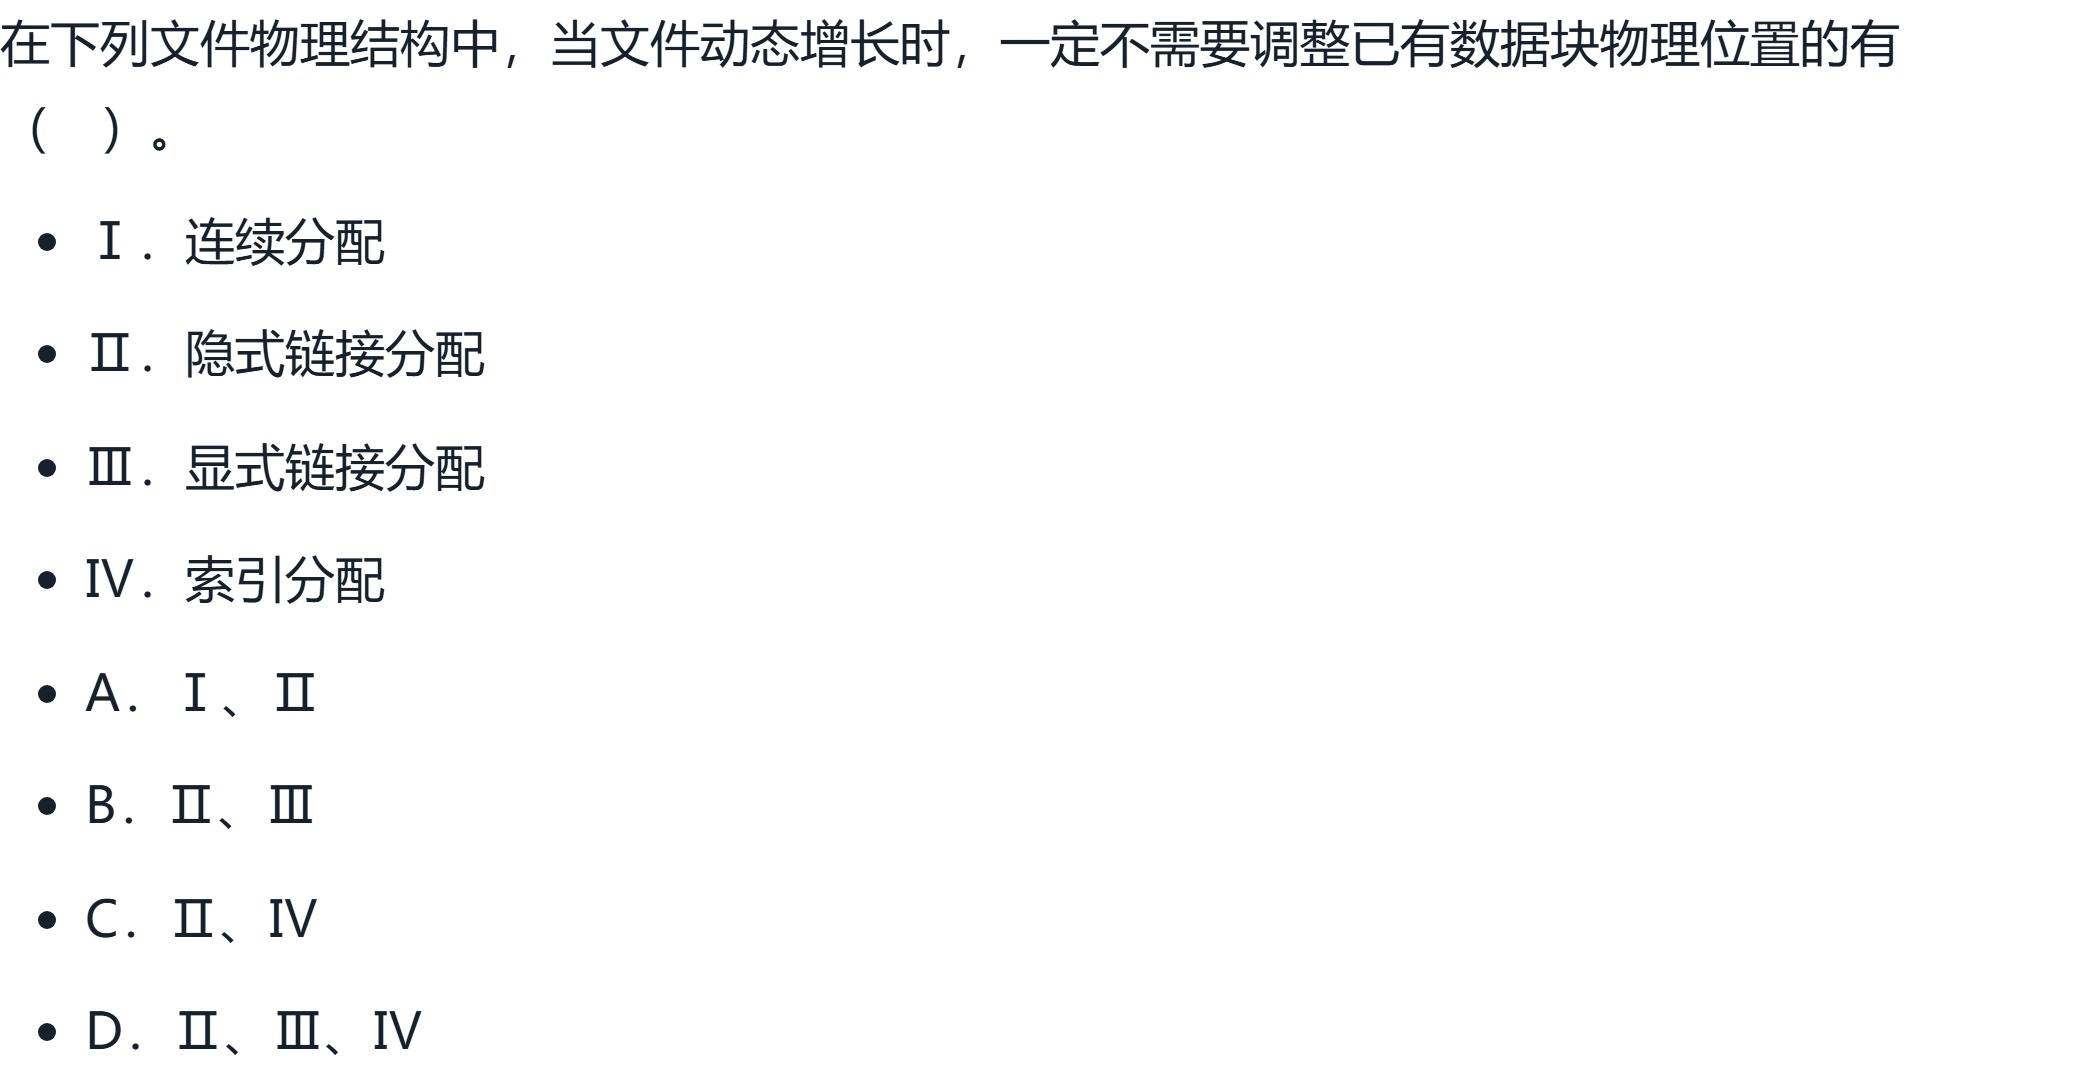 在下列文件物理结构中，当文件动态增长时，一定不需要调整已有数据块物理位置的有
（　）。
Ⅰ．连续分配
Ⅱ．隐式链接分配
Ⅲ．显式链接分配
Ⅳ．索引分配
A．Ⅰ、Ⅱ
B．Ⅱ、Ⅲ
C．Ⅱ、Ⅳ
D．Ⅱ、Ⅲ、Ⅳ